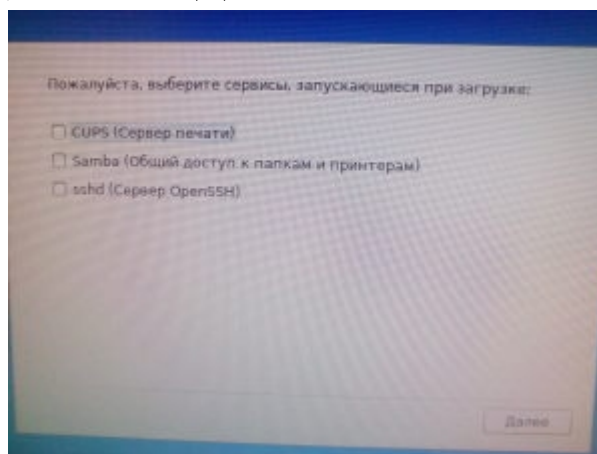 Пожалуйста, выберите сервисы, запускающиеся при загрузке:
CUPS (Сервер печати)
Samba (Общий доступ к папкам и принтерам)
sshd (Сервер OpenSSH)
Далее